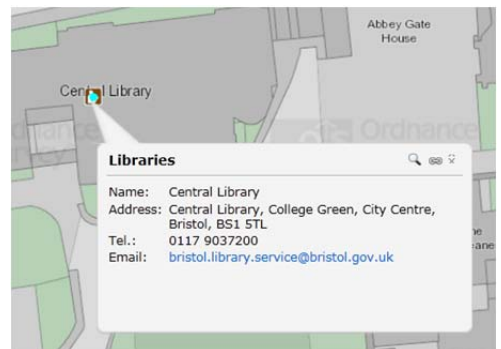 Abbey Gate
House
Central Library
Ordnance
Libraries
Name: Central Library
Address: Central Library, College Green, City Centre,
Bristol, BS1 5TL
Tel.: 0117 9037200
Email: bristol.library.service@bristol.gov.uk